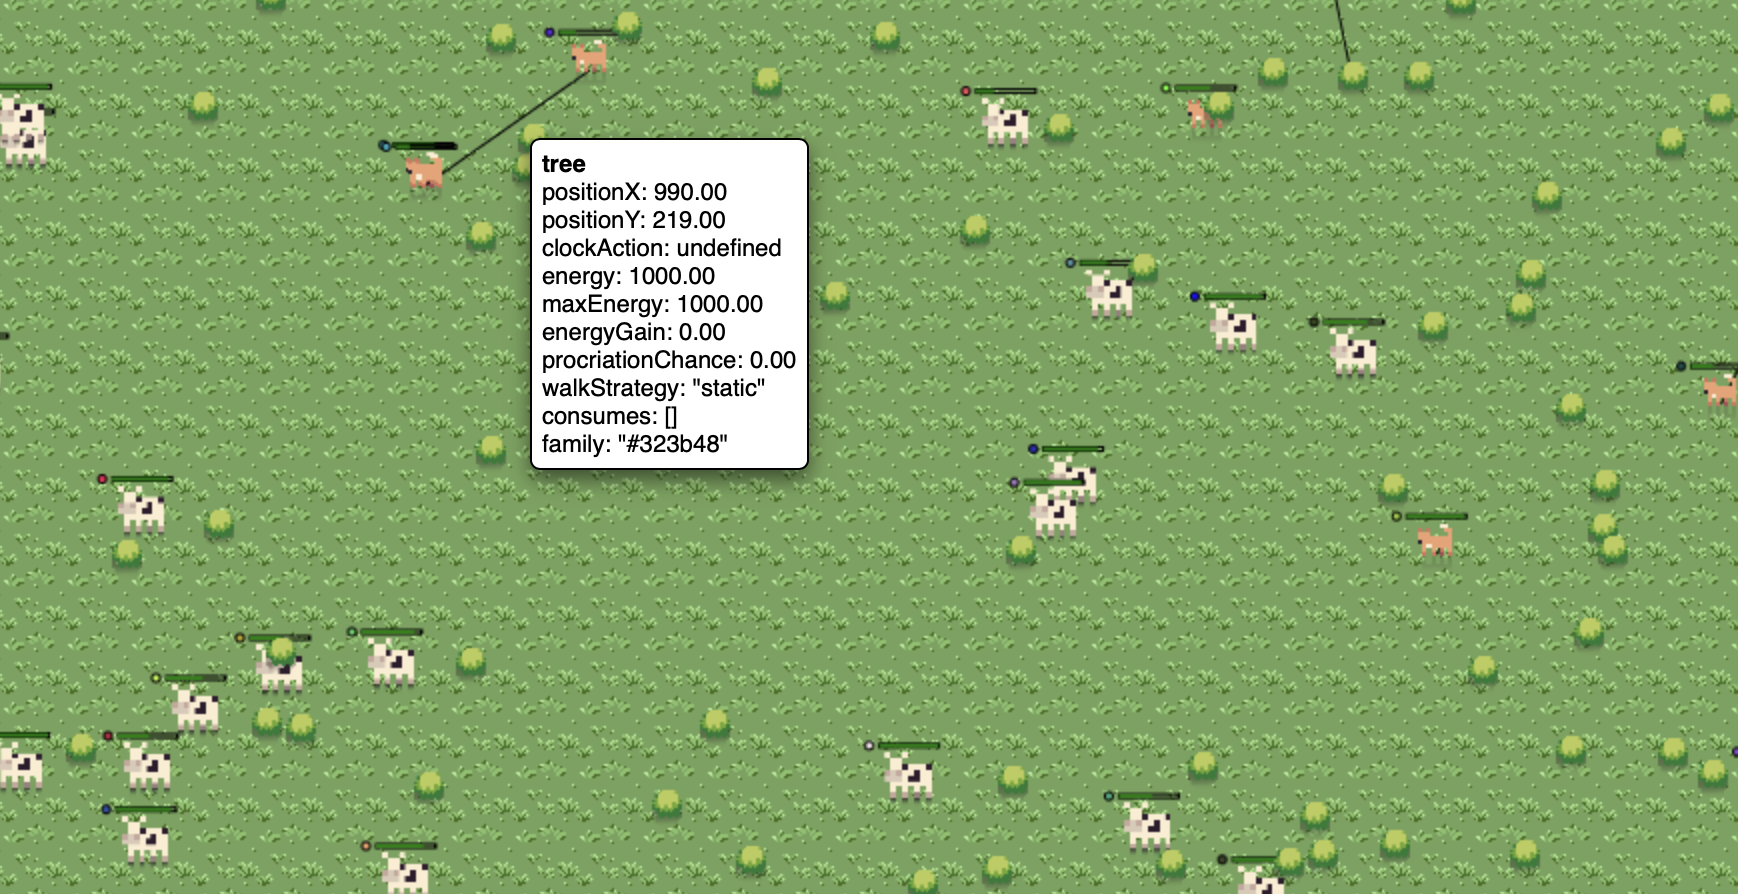 tree
positionX: 990.00
positionY: 219.00
clockAction: undefined
energy: 1000.00
maxEnergy: 1000.00
energyGain: 0.00
procriationChance: 0.00
walkStrategy: "static"
consumes: []
family: "#323b48"